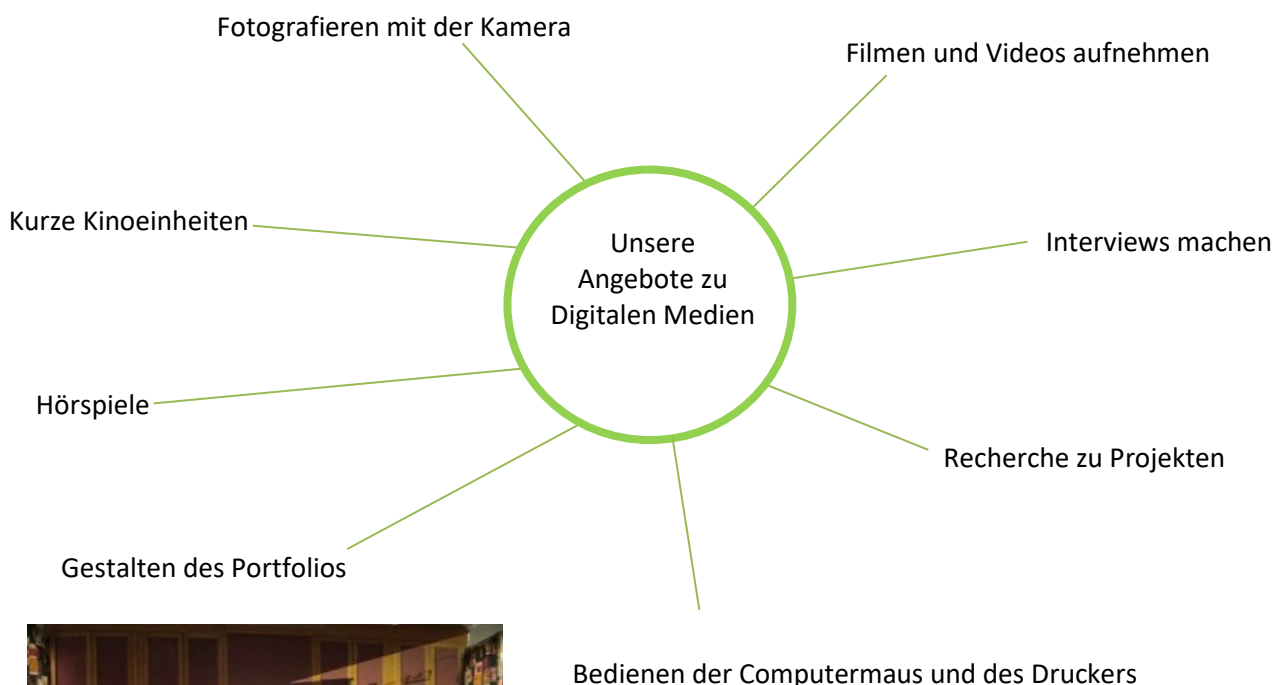 Fotografieren mit der Kamera
Filmen und Videos aufnehmen
Kurze Kinoeinheiten
Unsere
Angebote zu
Digitalen Medien
Interviews machen
Hörspiele
Recherche zu Projekten
Gestalten des Portfolios
Bedienen der Computermaus und des Druckers